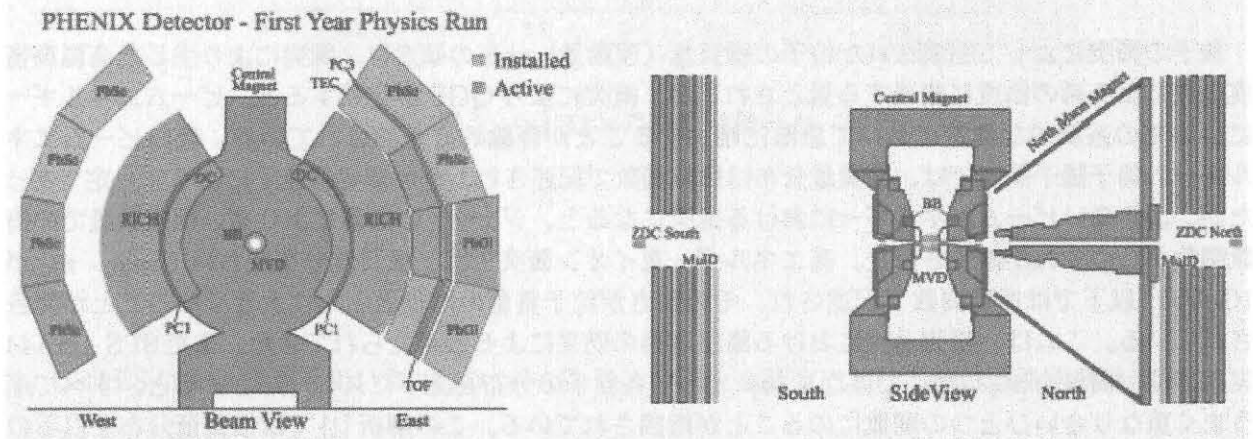 PHENIX Detector - First Year Physics Run
Installed
Active
PC3
TEC
Central
Magnet
PbSc
PbSc
PbSc
PbSc
PbSc
PbSc
PbGl
PbGl
DC
DC
RICH
RICH
BB
MVD
PC1
PC1
TOF
West
Beam View
East
Central Magnet
North Muon Magnet
BB
ZDC South
ZDC North
MuID
MuID
MVD
South
Side View
North